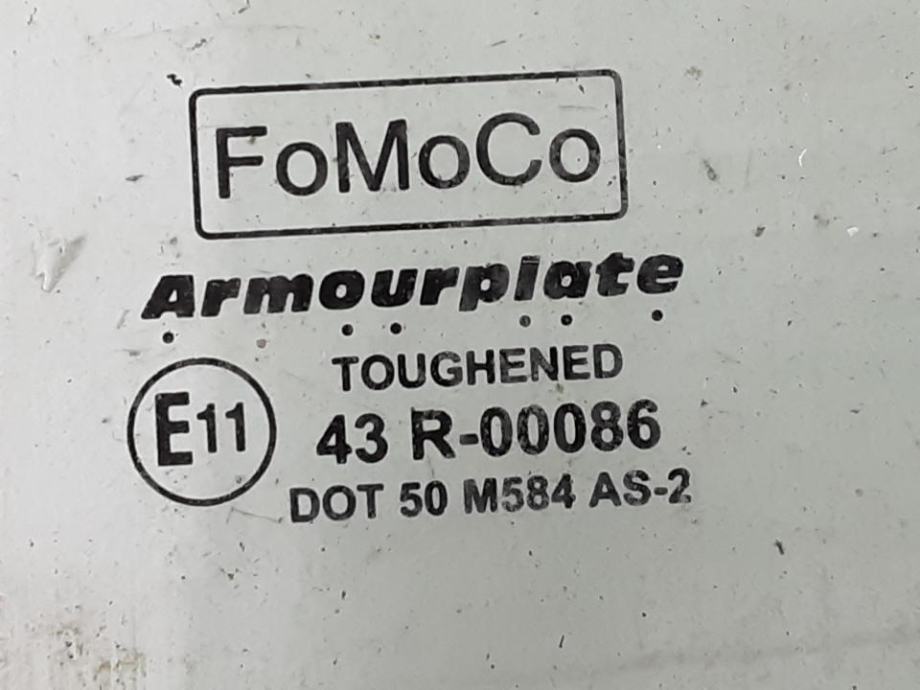 FoMoCo
Armourplate
TOUGHENED
E11 43 R-00086
DOT 50 M584 AS-2